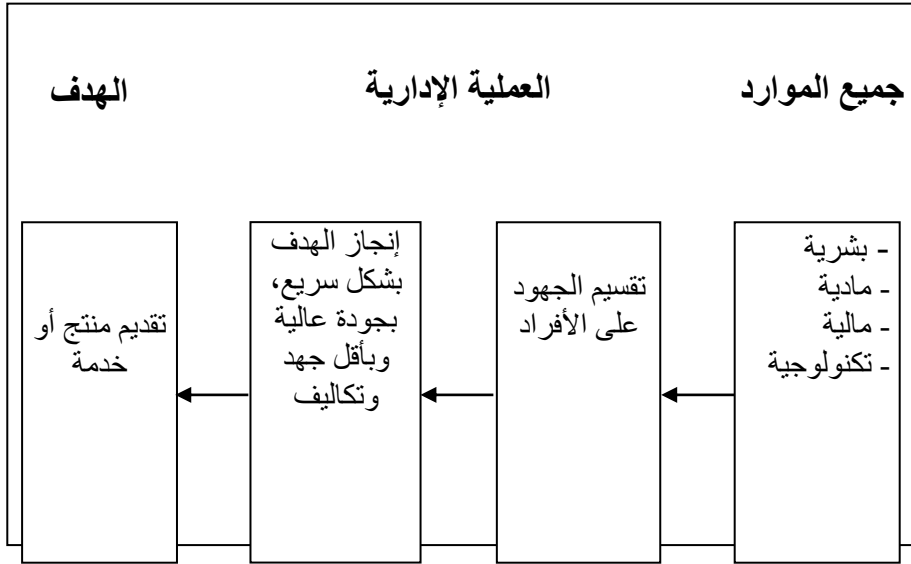 جميع الموارد
العملية الإدارية
الهدف
- بشرية
- مادية
- مالية
- تكنولوجية
تقسيم الجهود
على الأفراد
إنجاز الهدف
بشكل سريع،
بجودة عالية
وبأقل جهد
وتكاليف
تقديم منتج أو
خدمة